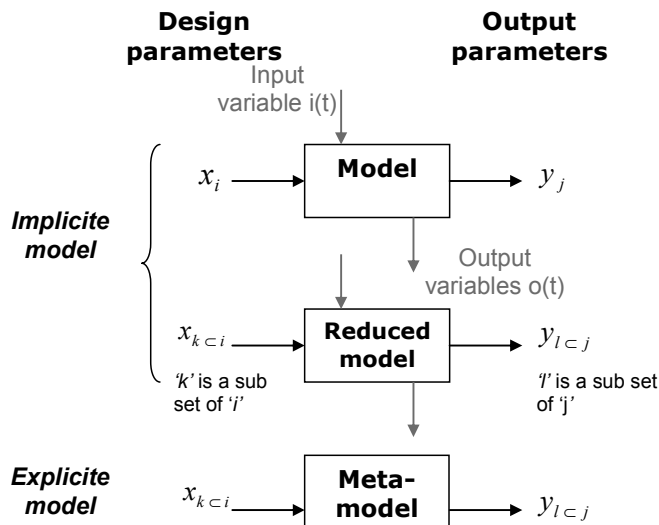 Design
parameters
Output
parameters
Input
variable i(t)
Implicite
model
x_i
Model
y_j
Output
variables o(t)
x_{k⊂i}
Reduced
model
y_{l⊂j}
'k' is a sub
set of 'i'
'l' is a sub set
of 'j'
Explicite
model
x_{k⊂i}
Meta-
model
y_{l⊂j}